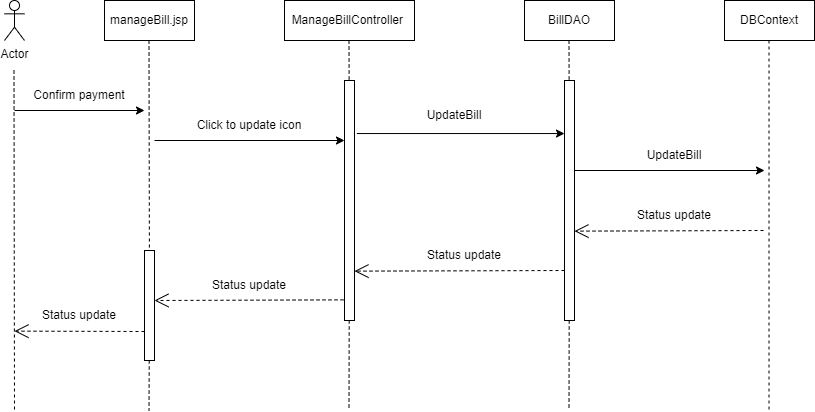 manageBill.jsp
ManageBillController
BillDAO
DBContext
Actor
Confirm payment
Click to update icon
UpdateBill
UpdateBill
Status update
Status update
Status update
Status update